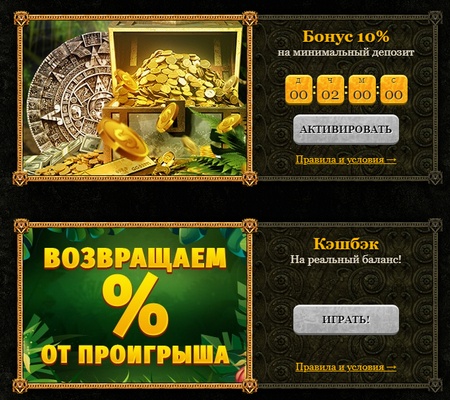 Бонус 10%
на минимальный депозит
Д Ч М С
00 : 02 : 00 : 00
АКТИВИРОВАТЬ
Правила и условия →
ВОЗВРАЩАЕМ
%
ОТ ПРОИГРЫША
Кэшбэк
На реальный баланс!
ИГРАТЬ!
Правила и условия →